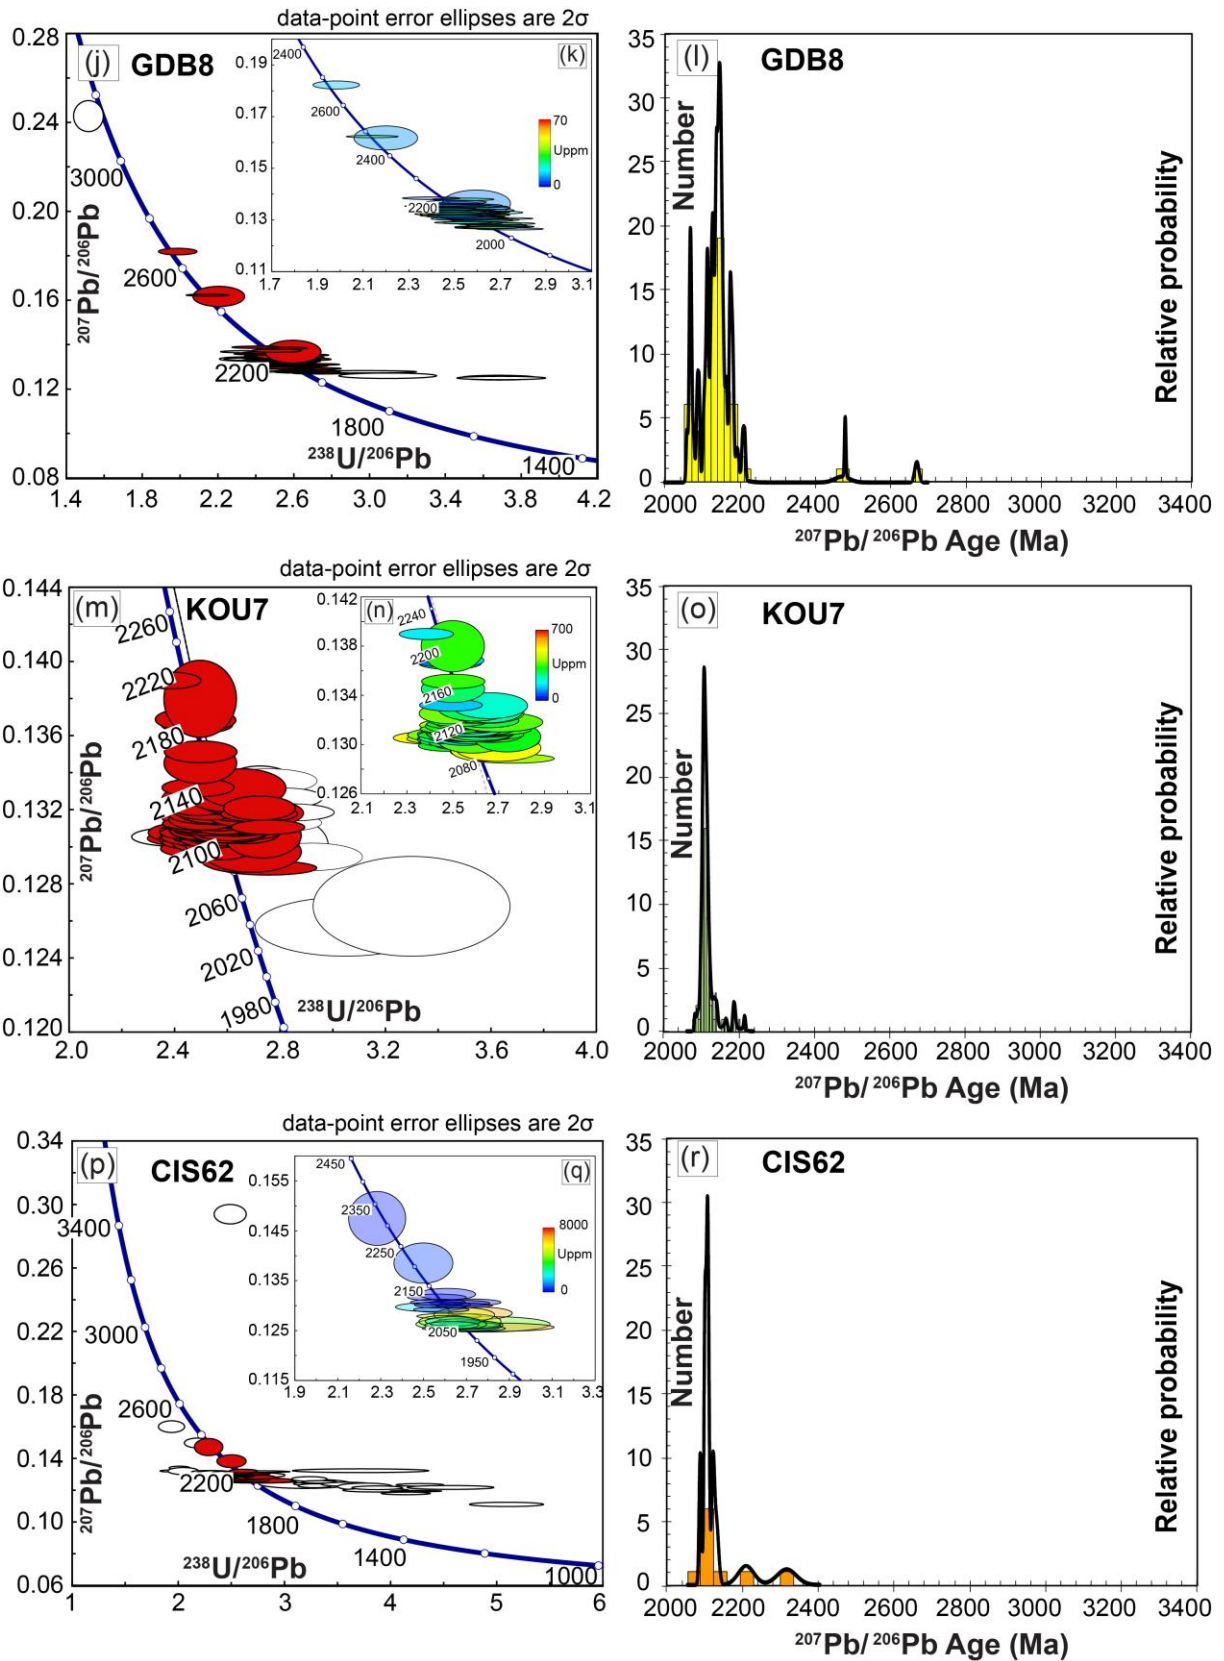 data-point error ellipses are 2σ
(j) GDB8
0.28
0.24
0.20
0.16
0.12
0.08
²⁰⁷Pb/²⁰⁶Pb
3000
2600
2200
1800
1400
²³⁸U/²⁰⁶Pb
1.4 1.8 2.2 2.6 3.0 3.4 3.8 4.2
(k)
0.19
0.17
0.15
0.13
0.11
2400
2600
2400
2200
2000
70
Uppm
0
1.7 1.9 2.1 2.3 2.5 2.7 2.9 3.1
(l) GDB8
35
30
25
20
15
10
5
0
Number
Relative probability
2000 2200 2400 2600 2800 3000 3200 3400
²⁰⁷Pb/ ²⁰⁶Pb Age (Ma)
data-point error ellipses are 2σ
(m) KOU7
0.144
0.140
0.136
0.132
0.128
0.124
0.120
²⁰⁷Pb/²⁰⁶Pb
2260
2220
2180
2140
2100
2060
2020
1980
²³⁸U/²⁰⁶Pb
2.0 2.4 2.8 3.2 3.6 4.0
(n)
0.142
0.138
0.134
0.130
0.126
2240
2200
2160
2120
2080
700
Uppm
0
2.1 2.3 2.5 2.7 2.9 3.1
(o) KOU7
35
30
25
20
15
10
5
0
Number
Relative probability
2000 2200 2400 2600 2800 3000 3200 3400
²⁰⁷Pb/ ²⁰⁶Pb Age (Ma)
data-point error ellipses are 2σ
(p) CIS62
0.34
0.30
0.26
0.22
0.18
0.14
0.10
0.06
²⁰⁷Pb/²⁰⁶Pb
3400
3000
2600
2200
1800
1400
1000
²³⁸U/²⁰⁶Pb
1 2 3 4 5 6
(q)
0.155
0.145
0.135
0.125
0.115
2450
2350
2250
2150
2050
1950
8000
Uppm
0
1.9 2.1 2.3 2.5 2.7 2.9 3.1 3.3
(r) CIS62
35
30
25
20
15
10
5
0
Number
Relative probability
2000 2200 2400 2600 2800 3000 3200 3400
²⁰⁷Pb/ ²⁰⁶Pb Age (Ma)